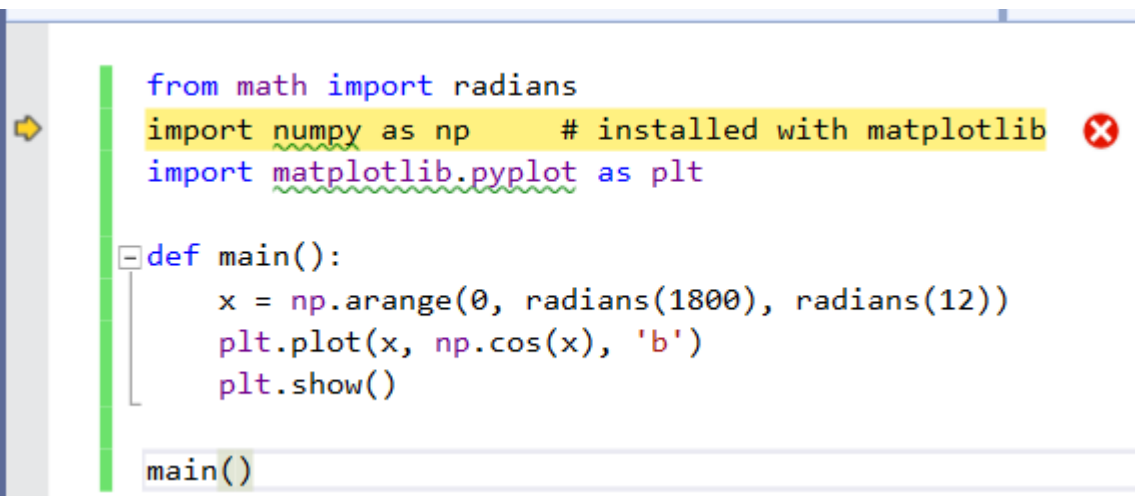 from math import radians
import numpy as np     # installed with matplotlib
import matplotlib.pyplot as plt
def main():
    x = np.arange(0, radians(1800), radians(12))
    plt.plot(x, np.cos(x), 'b')
    plt.show()
main()